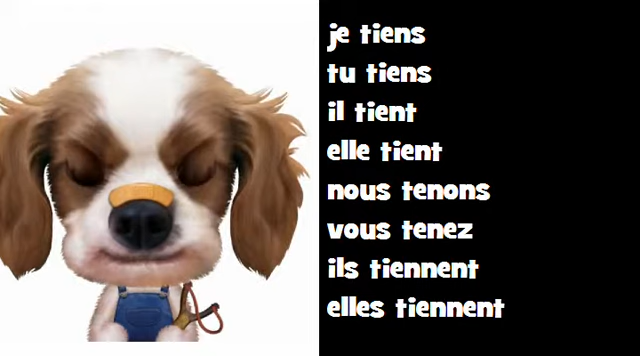 je tiens
tu tiens
il tient
elle tient
nous tenons
vous tenez
ils tiennent
elles tiennent